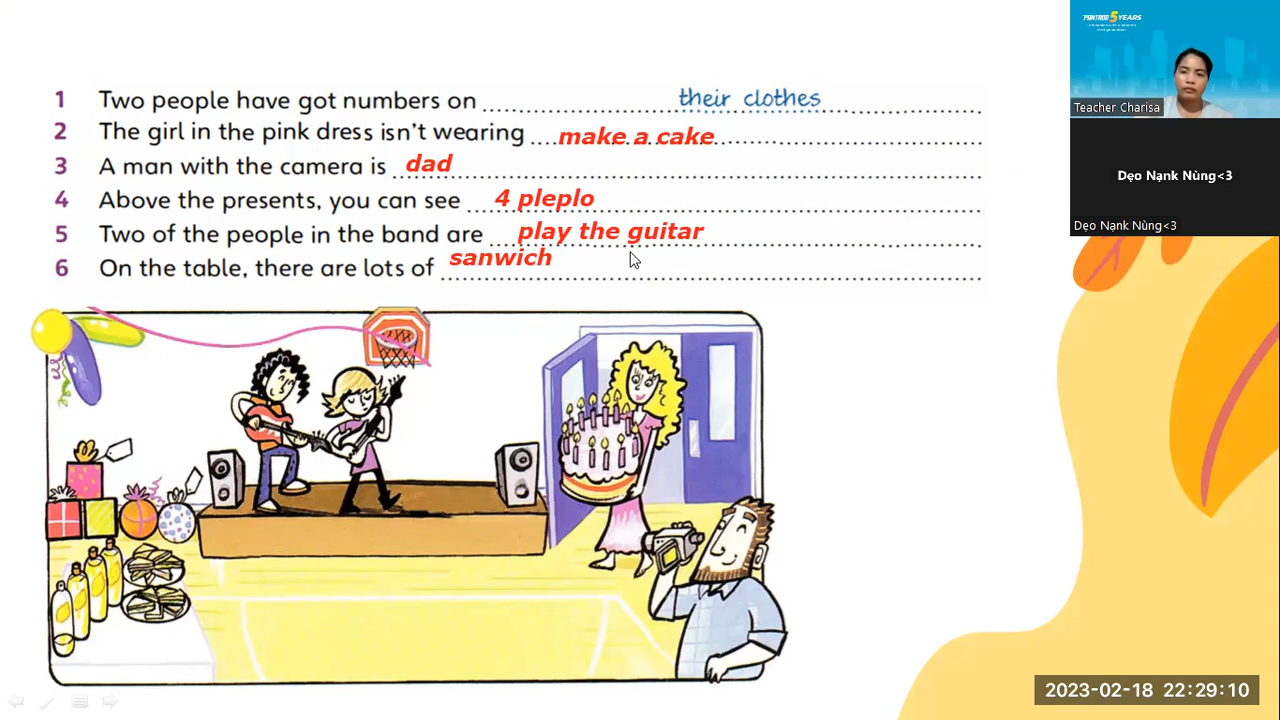 1 Two people have got numbers on their clothes
2 The girl in the pink dress isn't wearing make a cake
3 A man with the camera is dad
4 Above the presents, you can see 4 pleplo
5 Two of the people in the band are play the guitar
6 On the table, there are lots of sanwich
5 YEARS
Teacher Charisa
Dẹo Nạnk Nùng<3
Dẹo Nạnk Nùng<3
2023-02-18 22:29:10